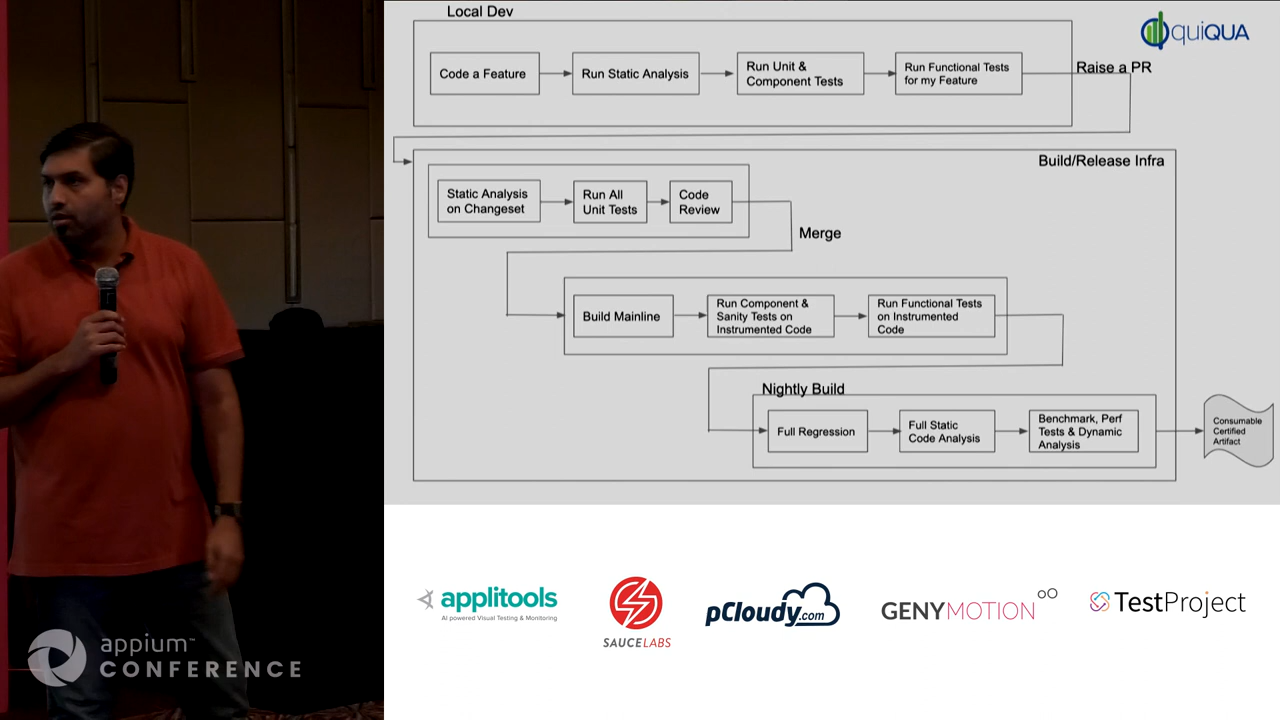 Local Dev
quiQUA
Code a Feature
Run Static Analysis
Run Unit &
Component Tests
Run Functional Tests
for my Feature
Raise a PR
Build/Release Infra
Static Analysis
on Changeset
Run All
Unit Tests
Code
Review
Merge
Build Mainline
Run Component &
Sanity Tests on
Instrumented Code
Run Functional Tests
on Instrumented
Code
Nightly Build
Full Regression
Full Static
Code Analysis
Benchmark, Perf
Tests & Dynamic
Analysis
Consumable
Certified
Artifact
applitools
AI powered Visual Testing & Monitoring
SAUCELABS
pCloudy.com
GENYMOTION
TestProject
appium™
CONFERENCE